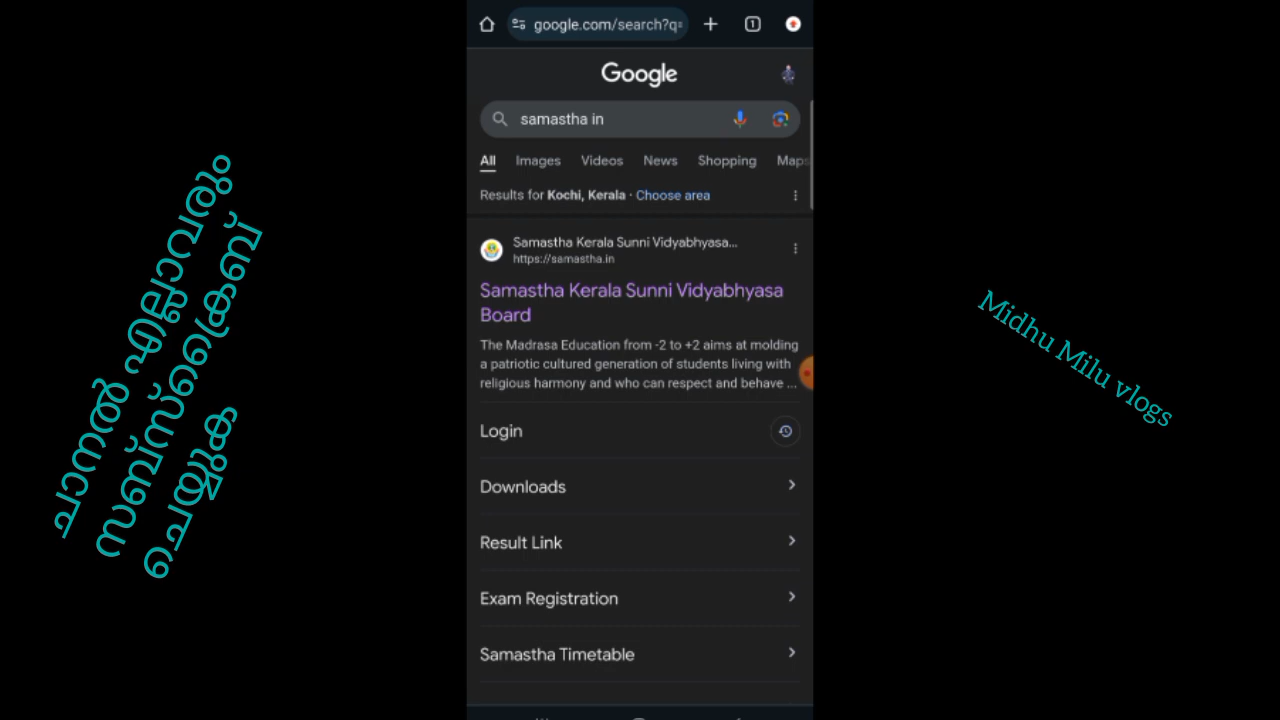 ചാനൽ എല്ലാവരും
സബ്സ്ക്രൈബ്
ചെയ്യുക
google.com/search?q=
1
Google
samastha in
All Images Videos News Shopping Maps
Results for Kochi, Kerala · Choose area
Samastha Kerala Sunni Vidyabhyasa...
https://samastha.in
Samastha Kerala Sunni Vidyabhyasa
Board
The Madrasa Education from -2 to +2 aims at molding
a patriotic cultured generation of students living with
religious harmony and who can respect and behave ...
Login
Downloads
Result Link
Exam Registration
Samastha Timetable
Midhu Milu vlogs